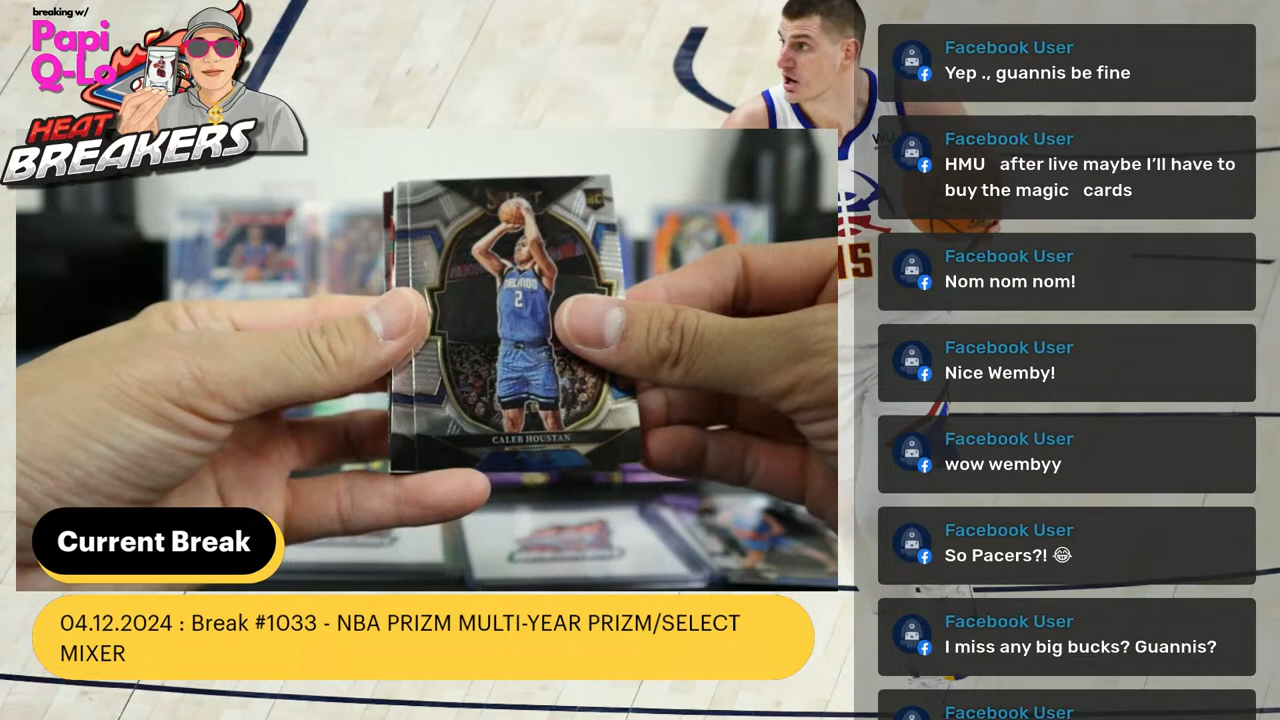 breaking w/
Papi
Q-Lo
HEAT
BREAKERS
SELECT
RC
ORLANDO
2
CALEB HOUSTAN
Current Break
04.12.2024 : Break #1033 - NBA PRIZM MULTI-YEAR PRIZM/SELECT
MIXER
Facebook User
Yep ., guannis be fine
Facebook User
HMU after live maybe I’ll have to
buy the magic cards
Facebook User
Nom nom nom!
Facebook User
Nice Wemby!
Facebook User
wow wembyy
Facebook User
So Pacers?! 😂
Facebook User
I miss any big bucks? Guannis?
Facebook User